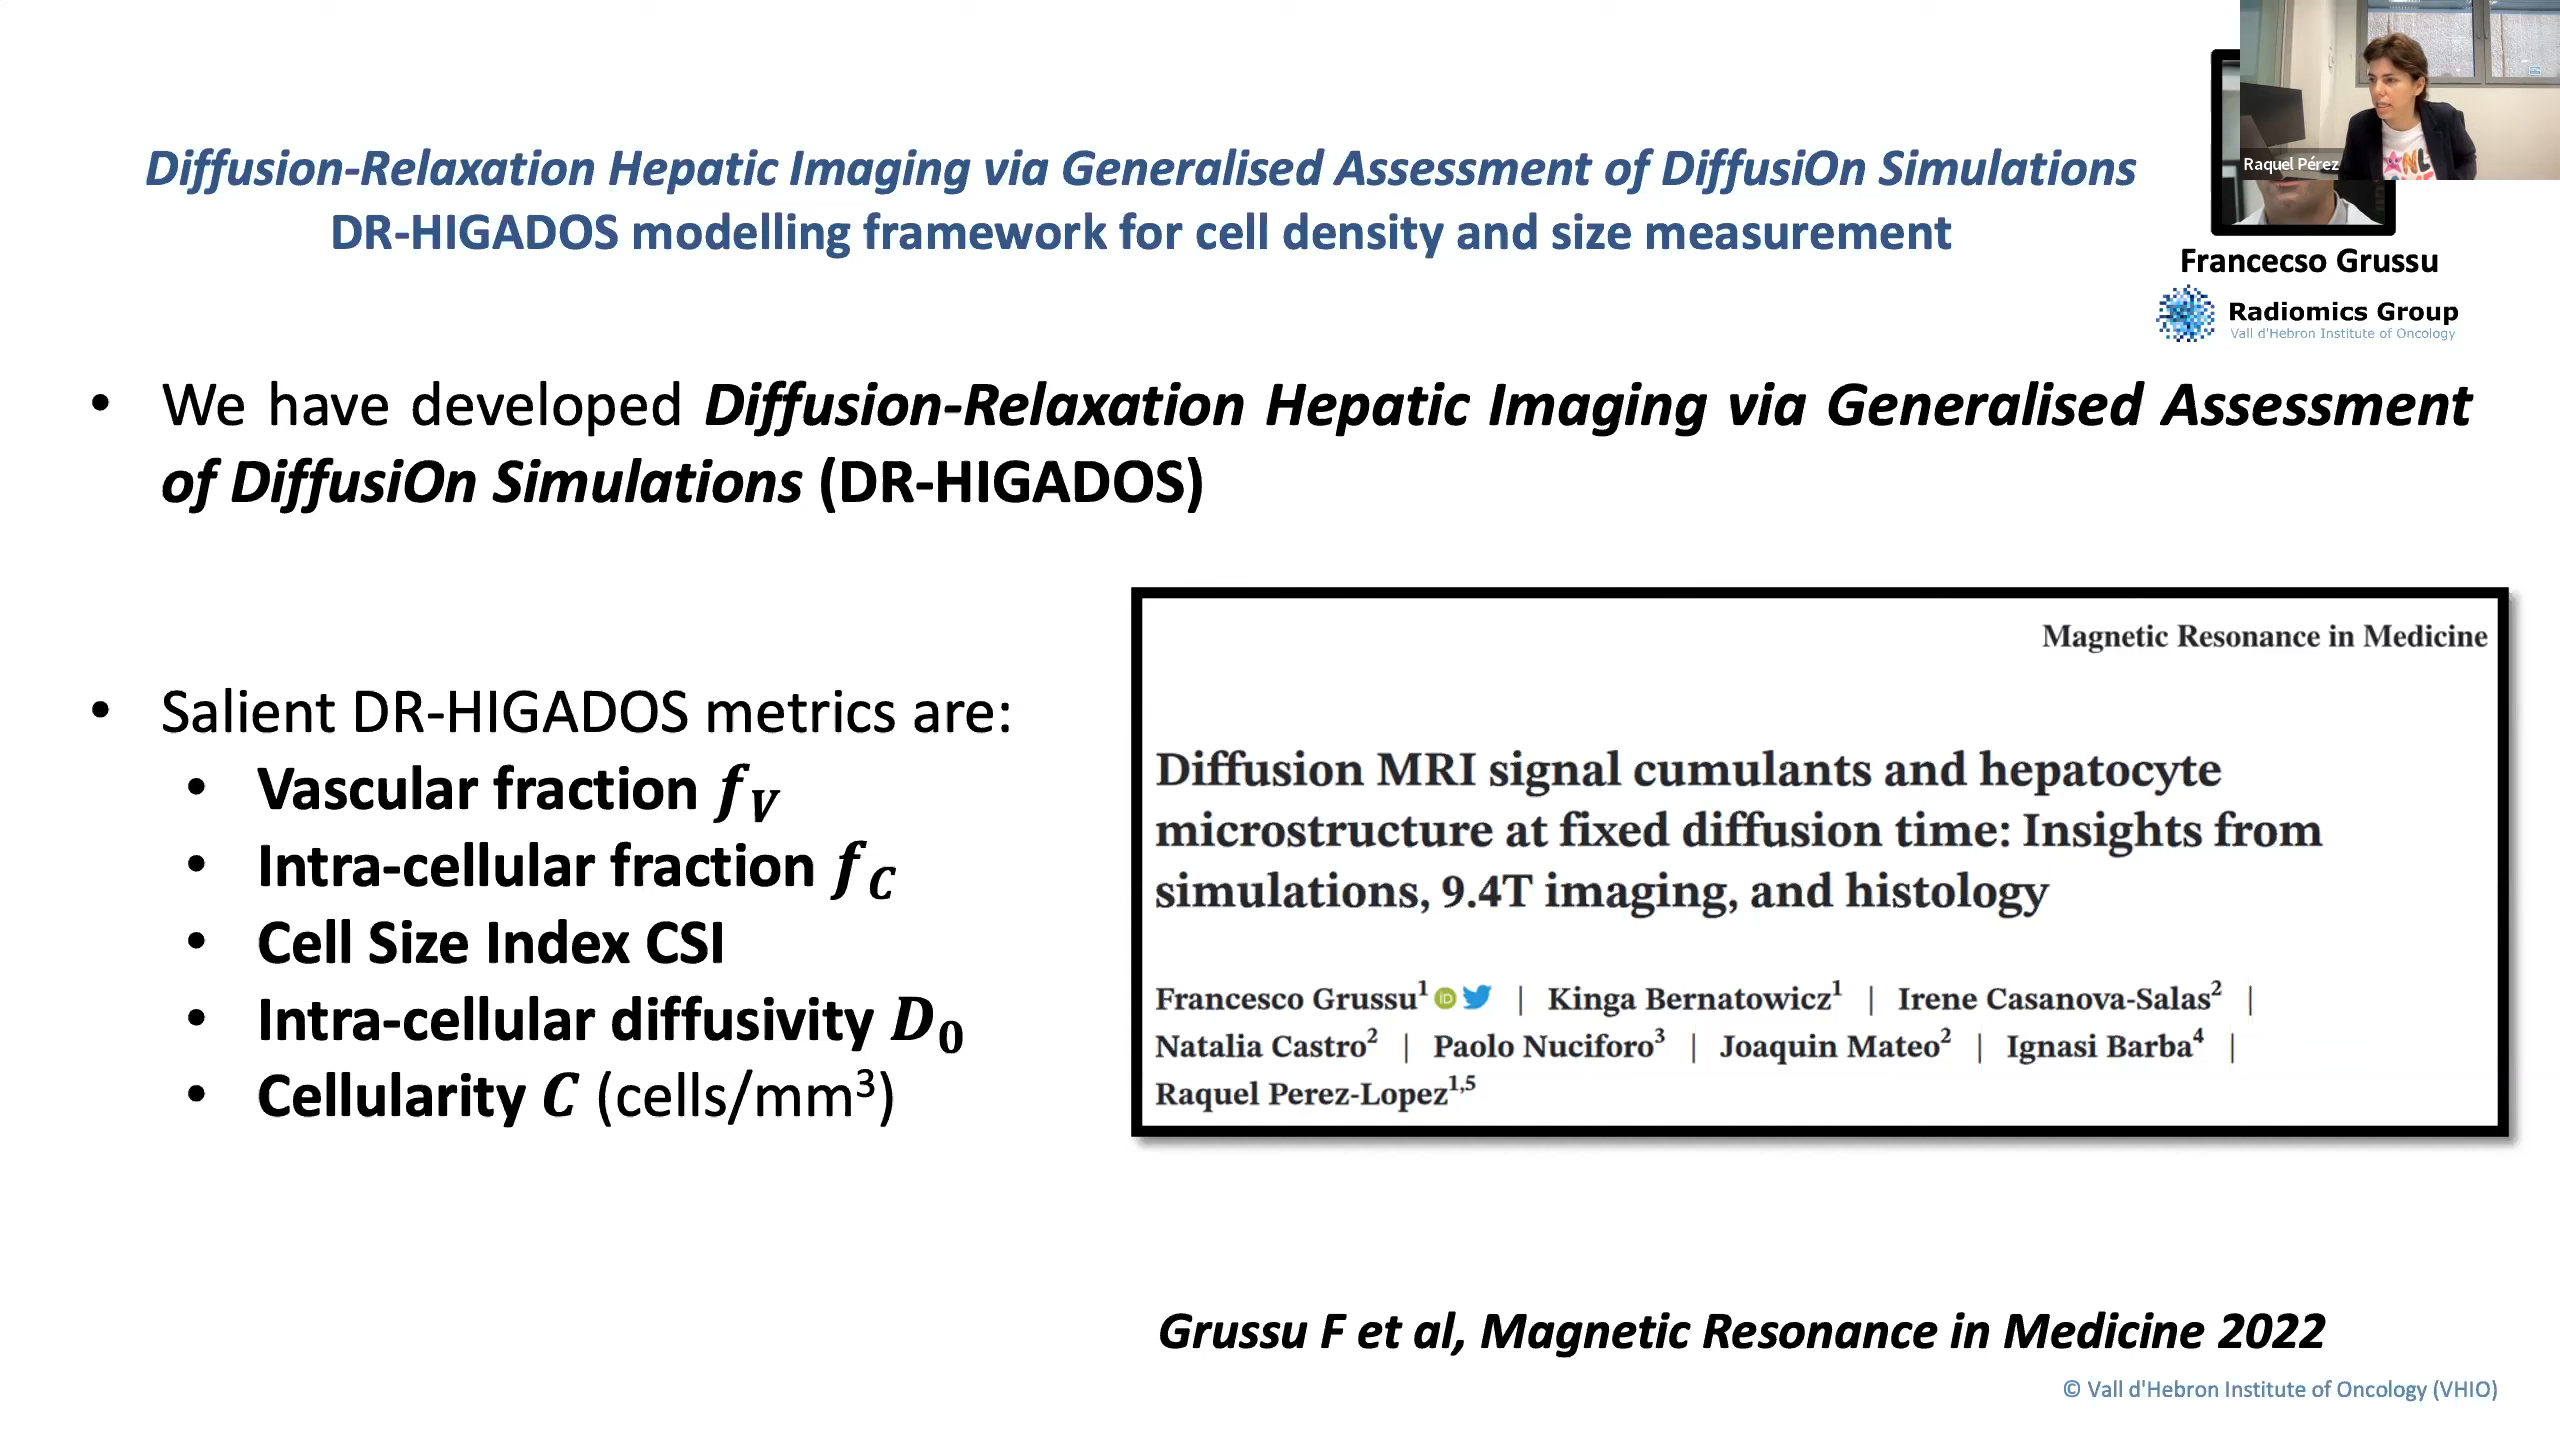 Diffusion-Relaxation Hepatic Imaging via Generalised Assessment of DiffusiOn Simulations
DR-HIGADOS modelling framework for cell density and size measurement
Raquel Pérez
Francecso Grussu
Radiomics Group
Vall d'Hebron Institute of Oncology
• We have developed Diffusion-Relaxation Hepatic Imaging via Generalised Assessment
of DiffusiOn Simulations (DR-HIGADOS)
• Salient DR-HIGADOS metrics are:
• Vascular fraction f_V
• Intra-cellular fraction f_C
• Cell Size Index CSI
• Intra-cellular diffusivity D₀
• Cellularity C (cells/mm³)
Magnetic Resonance in Medicine
Diffusion MRI signal cumulants and hepatocyte
microstructure at fixed diffusion time: Insights from
simulations, 9.4T imaging, and histology
Francesco Grussu¹ iD | Kinga Bernatowicz¹ | Irene Casanova-Salas² |
Natalia Castro² | Paolo Nuciforo³ | Joaquin Mateo² | Ignasi Barba⁴ |
Raquel Perez-Lopez¹,⁵
Grussu F et al, Magnetic Resonance in Medicine 2022
© Vall d'Hebron Institute of Oncology (VHIO)